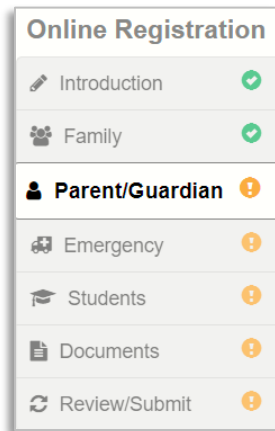 Online Registration
Introduction
Family
Parent/Guardian
Emergency
Students
Documents
Review/Submit